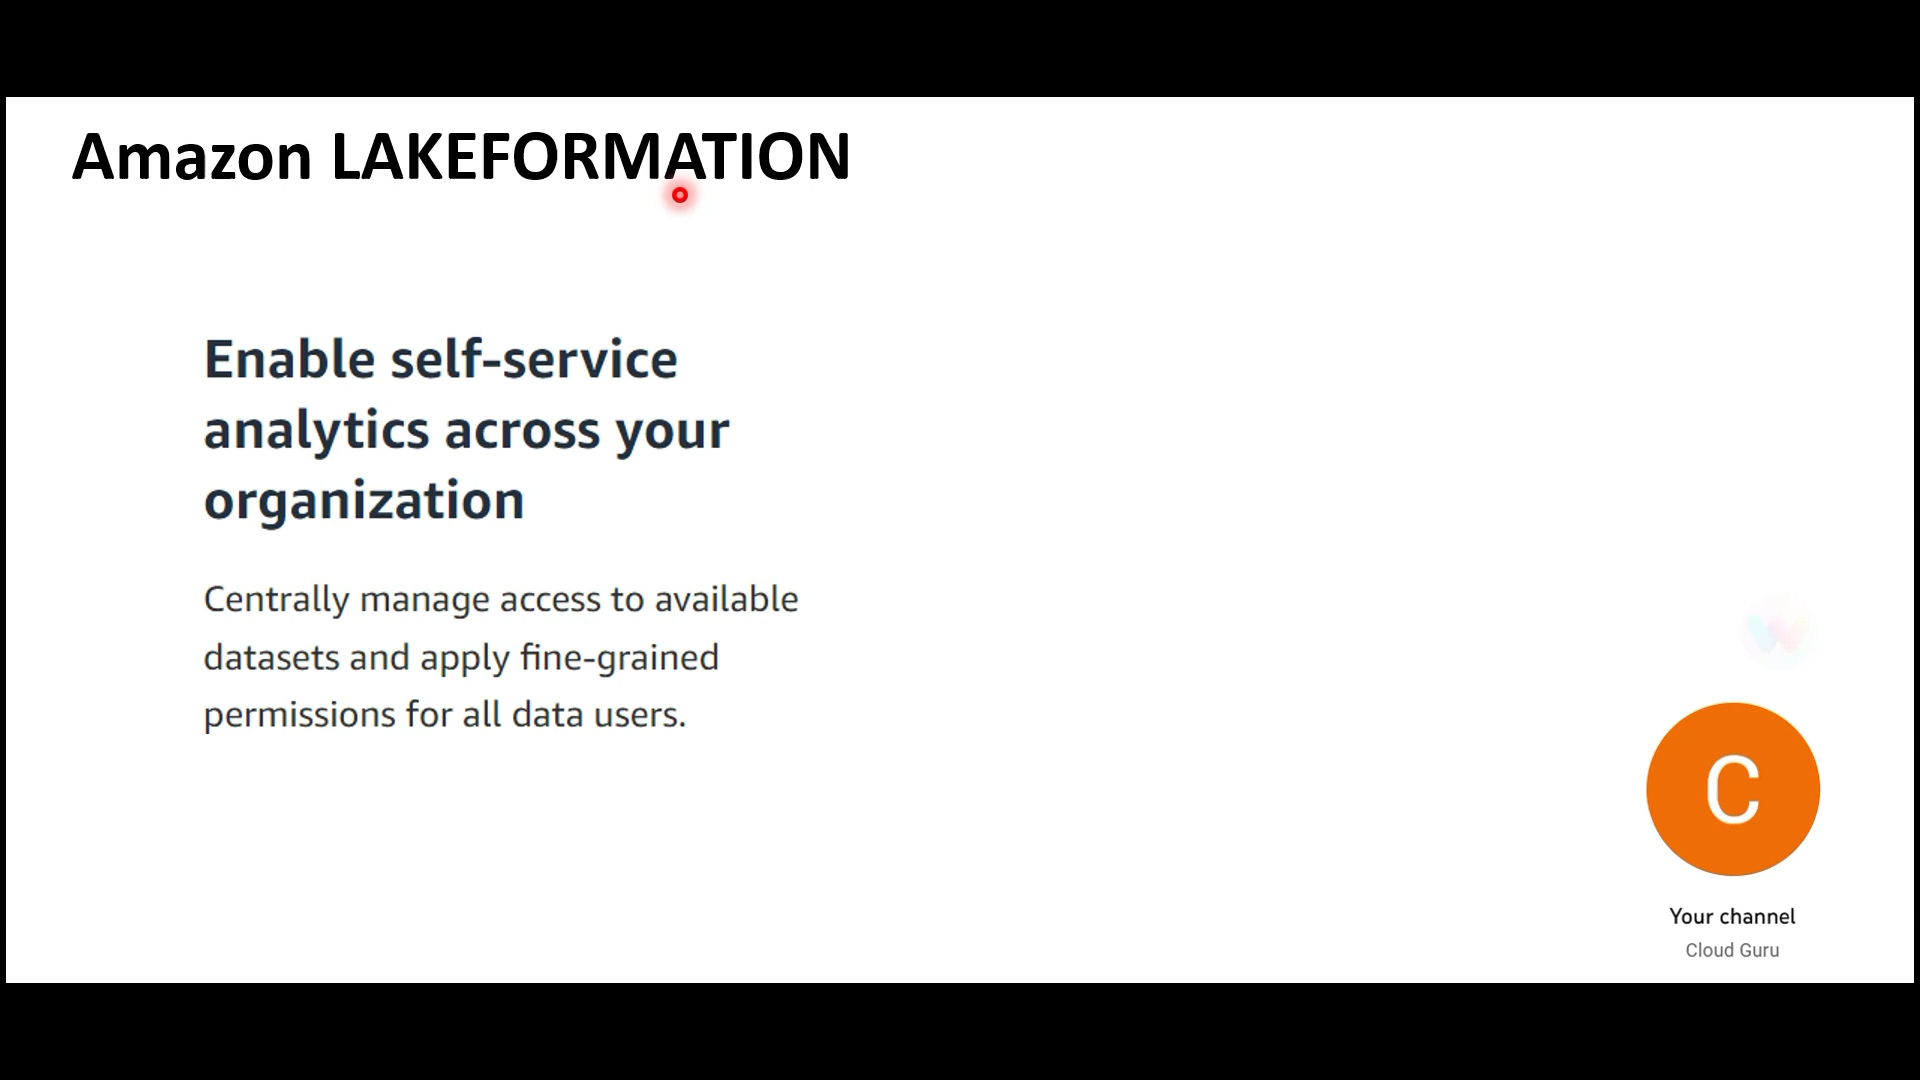 Amazon LAKEFORMATION
Enable self-service
analytics across your
organization
Centrally manage access to available
datasets and apply fine-grained
permissions for all data users.
C
Your channel
Cloud Guru